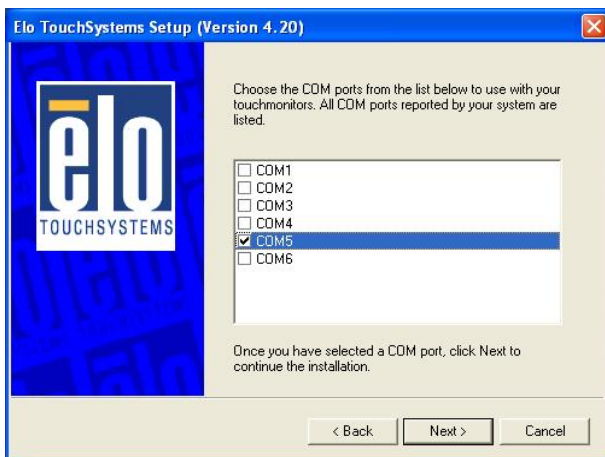 Elo TouchSystems Setup (Version 4.20)
elo
TOUCHSYSTEMS
Choose the COM ports from the list below to use with your
touchmonitors. All COM ports reported by your system are
listed.
COM1
COM2
COM3
COM4
COM5
COM6
Once you have selected a COM port, click Next to
continue the installation.
< Back
Next >
Cancel